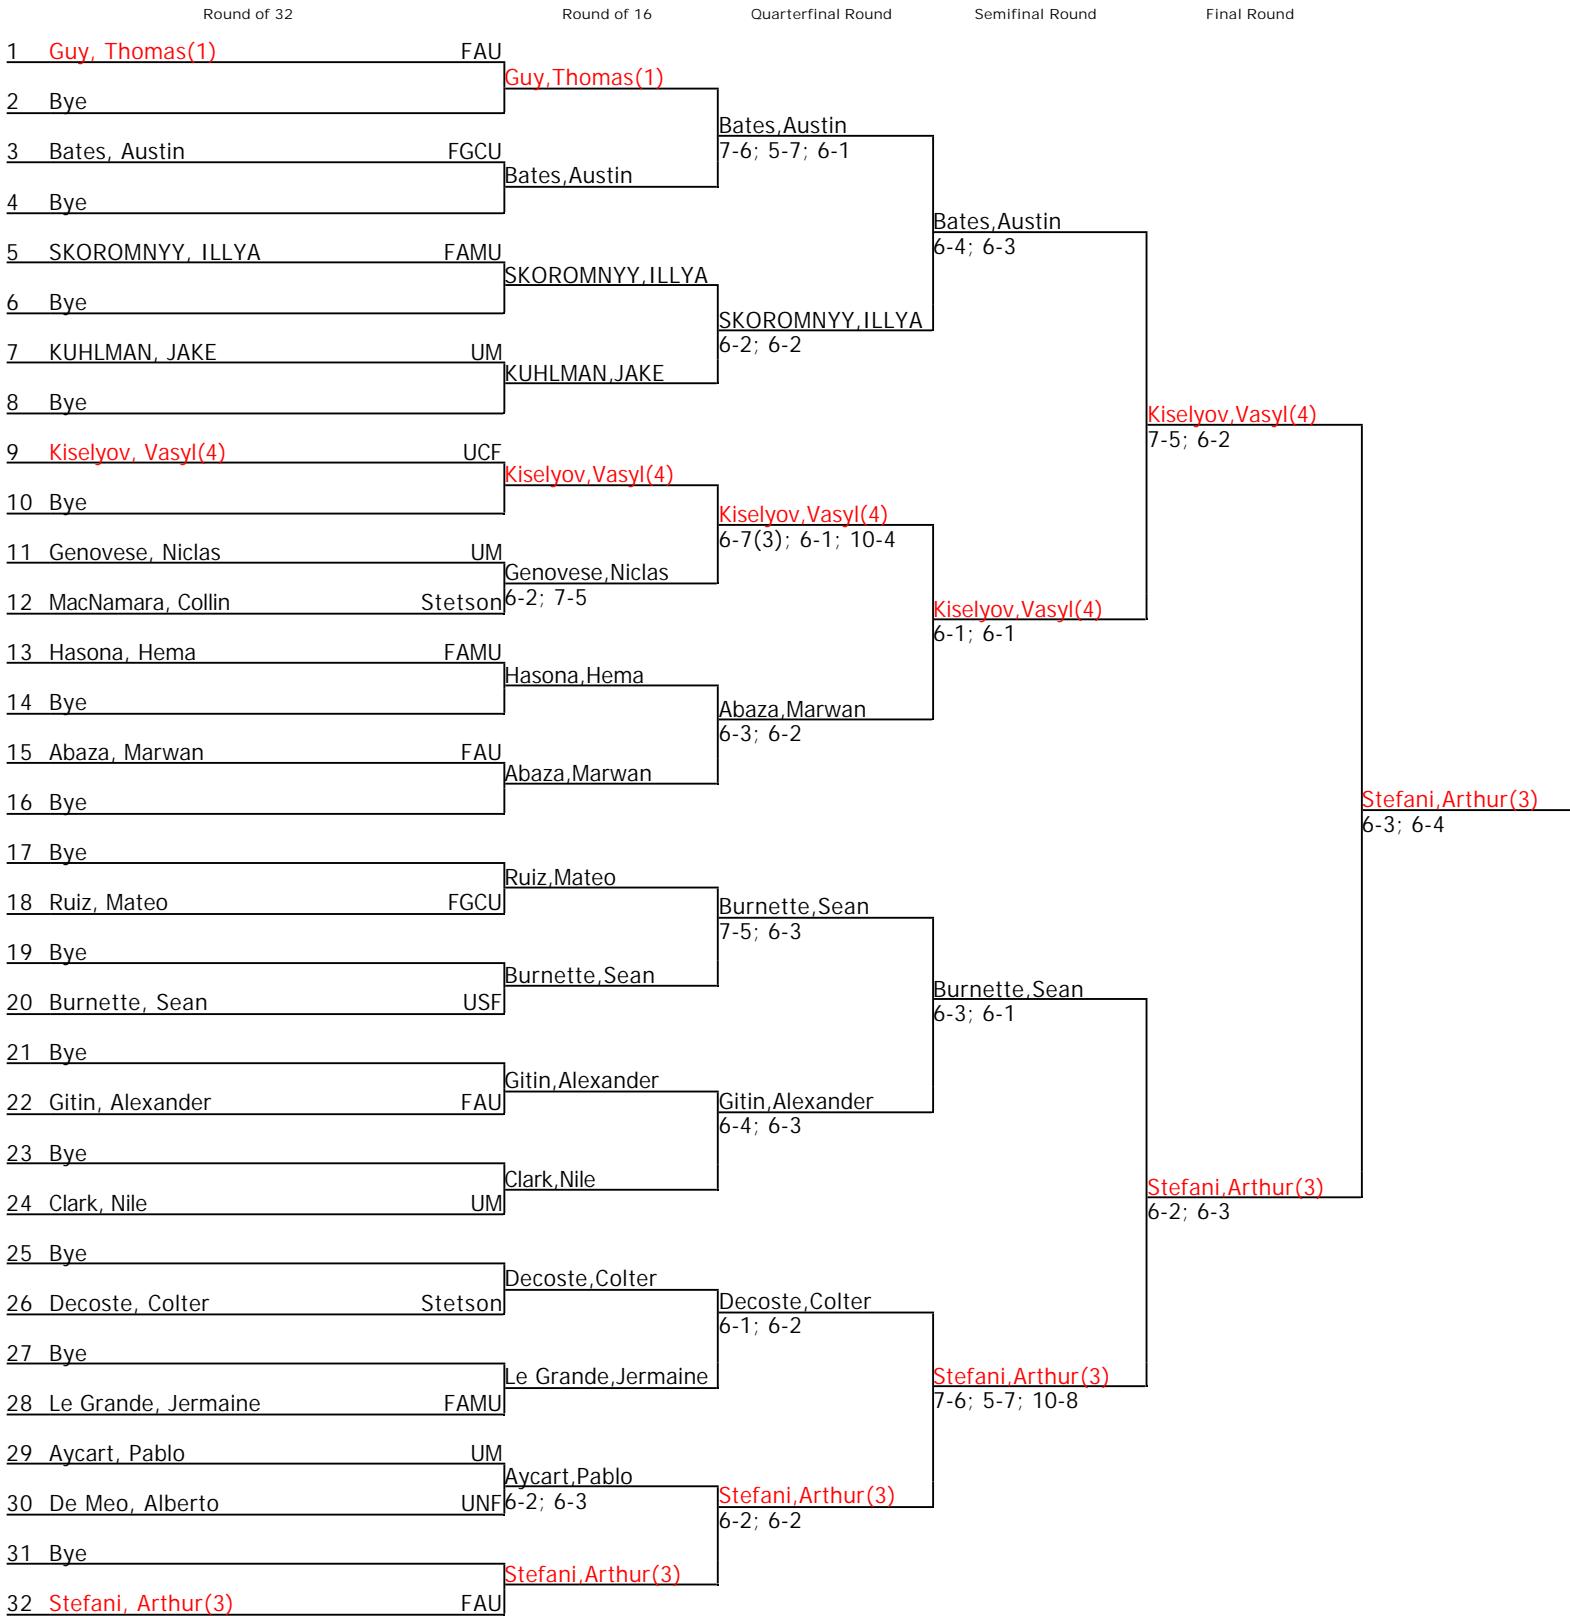 Round of 32 Round of 16 Quarterfinal Round Semifinal Round Final Round
1 Guy, Thomas(1) FAU
Guy,Thomas(1)
2 Bye
Bates,Austin
7-6; 5-7; 6-1
3 Bates, Austin FGCU
Bates,Austin
4 Bye
Bates,Austin
6-4; 6-3
5 SKOROMNYY, ILLYA FAMU
SKOROMNYY,ILLYA
6 Bye
SKOROMNYY,ILLYA
6-2; 6-2
7 KUHLMAN, JAKE UM
KUHLMAN,JAKE
8 Bye
Kiselyov,Vasyl(4)
7-5; 6-2
9 Kiselyov, Vasyl(4) UCF
Kiselyov,Vasyl(4)
10 Bye
Kiselyov,Vasyl(4)
6-7(3); 6-1; 10-4
11 Genovese, Niclas UM
Genovese,Niclas
6-2; 7-5
12 MacNamara, Collin Stetson
Kiselyov,Vasyl(4)
6-1; 6-1
13 Hasona, Hema FAMU
Hasona,Hema
14 Bye
Abaza,Marwan
6-3; 6-2
15 Abaza, Marwan FAU
Abaza,Marwan
16 Bye
Stefani,Arthur(3)
6-3; 6-4
17 Bye
Ruiz,Mateo
18 Ruiz, Mateo FGCU
Burnette,Sean
7-5; 6-3
19 Bye
Burnette,Sean
20 Burnette, Sean USF
Burnette,Sean
6-3; 6-1
21 Bye
Gitin,Alexander
22 Gitin, Alexander FAU
Gitin,Alexander
6-4; 6-3
23 Bye
Clark,Nile
24 Clark, Nile UM
Stefani,Arthur(3)
6-2; 6-3
25 Bye
Decoste,Colter
26 Decoste, Colter Stetson
Decoste,Colter
6-1; 6-2
27 Bye
Le Grande,Jermaine
28 Le Grande, Jermaine FAMU
Stefani,Arthur(3)
7-6; 5-7; 10-8
29 Aycart, Pablo UM
Aycart,Pablo
6-2; 6-3
30 De Meo, Alberto UNF
Stefani,Arthur(3)
6-2; 6-2
31 Bye
Stefani,Arthur(3)
32 Stefani, Arthur(3) FAU